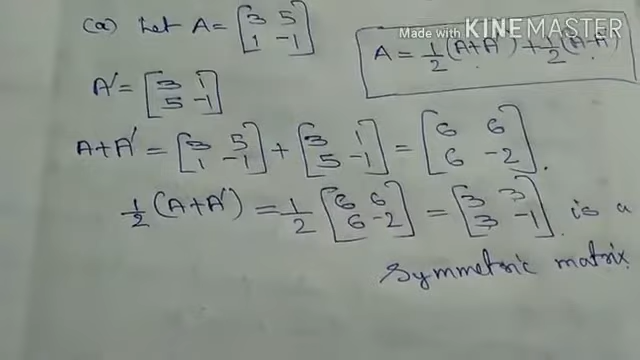 Made with KINEMASTER
(a) Let A = [3 5
1 -1]
A = 1/2 (A+A') + 1/2 (A-A')
A' = [3 1
5 -1]
A+A' = [3 5
1 -1] + [3 1
5 -1] = [6 6
6 -2].
1/2 (A+A') = 1/2 [6 6
6 -2] = [3 3
3 -1] is a
symmetric matrix.